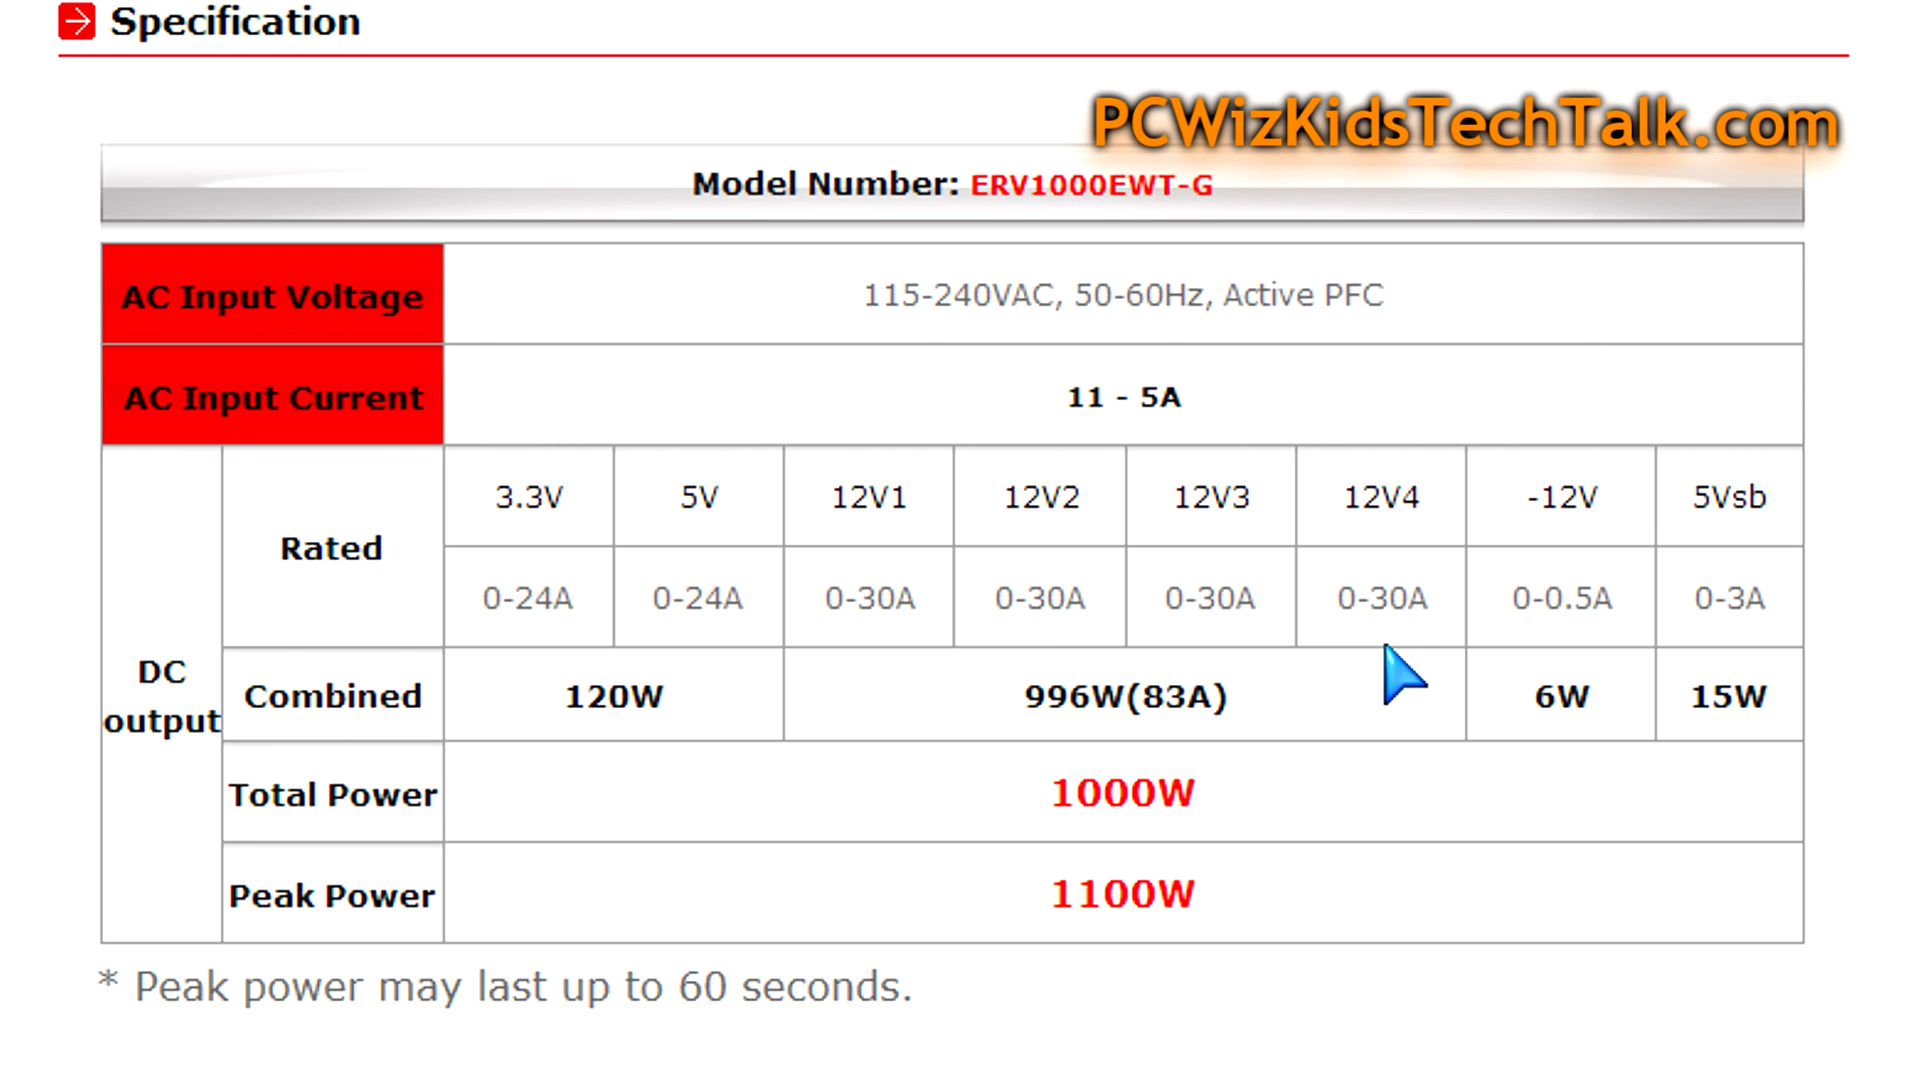 Specification
PCWizKidsTechTalk.com
Model Number: ERV1000EWT-G
AC Input Voltage 115-240VAC, 50-60Hz, Active PFC
AC Input Current 11 - 5A
DC output
Rated
3.3V 5V 12V1 12V2 12V3 12V4 -12V 5Vsb
0-24A 0-24A 0-30A 0-30A 0-30A 0-30A 0-0.5A 0-3A
Combined 120W 996W(83A) 6W 15W
Total Power 1000W
Peak Power 1100W
* Peak power may last up to 60 seconds.